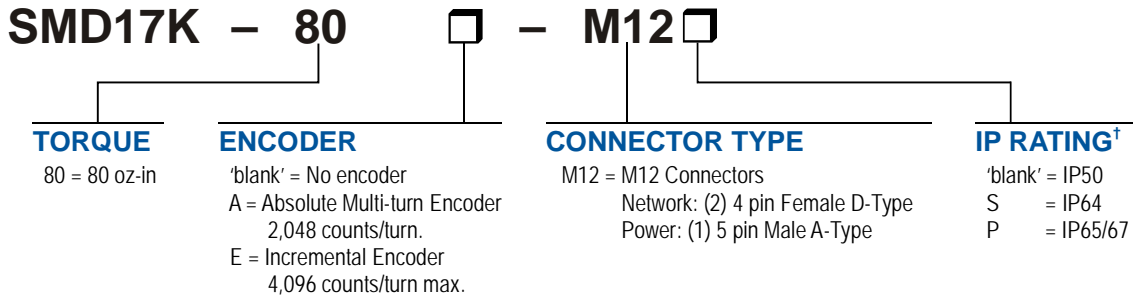 SMD17K – 80 – M12
TORQUE
80 = 80 oz-in
ENCODER
‘blank’ = No encoder
A = Absolute Multi-turn Encoder
2,048 counts/turn.
E = Incremental Encoder
4,096 counts/turn max.
CONNECTOR TYPE
M12 = M12 Connectors
Network: (2) 4 pin Female D-Type
Power: (1) 5 pin Male A-Type
IP RATING†
‘blank’ = IP50
S = IP64
P = IP65/67